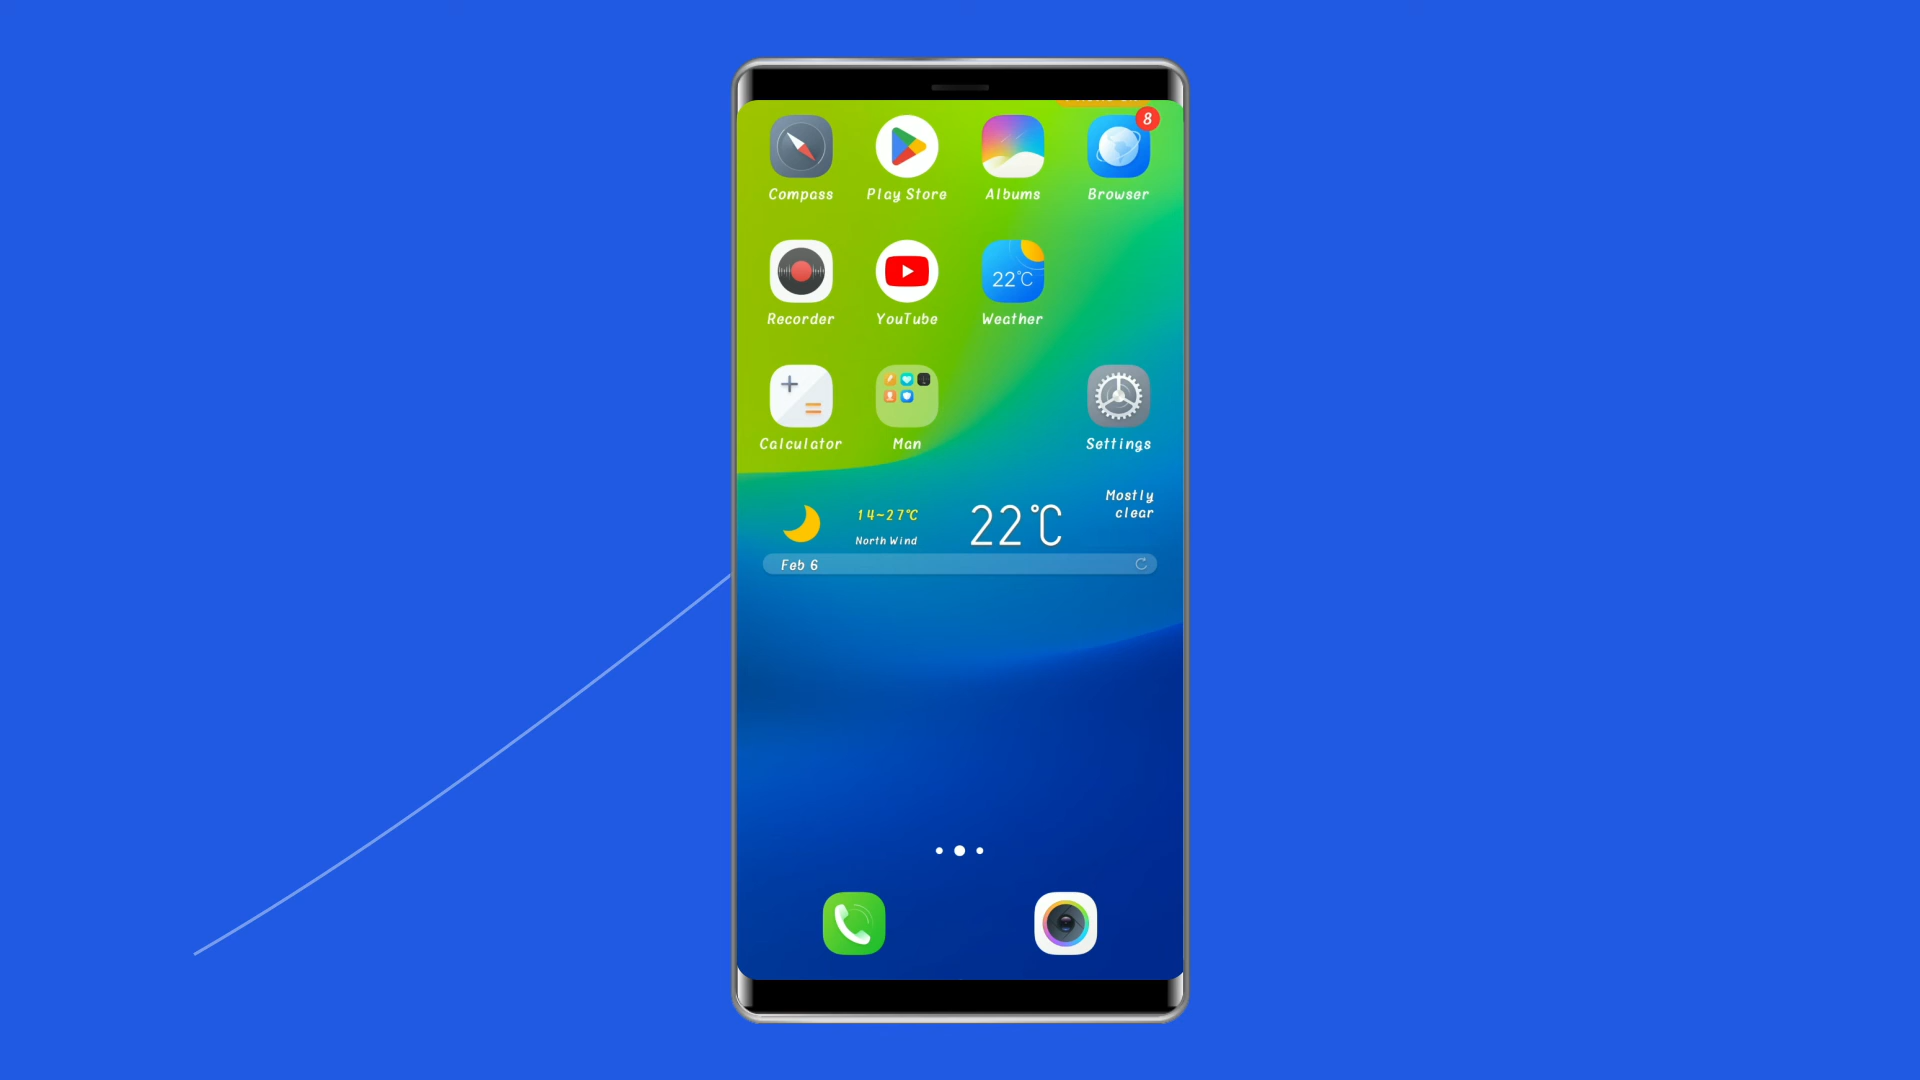 8
Compass
Play Store
Albums
Browser
22°C
Recorder
YouTube
Weather
Calculator
Man
Settings
14~27°C
North Wind
22°C
Mostly
clear
Feb 6